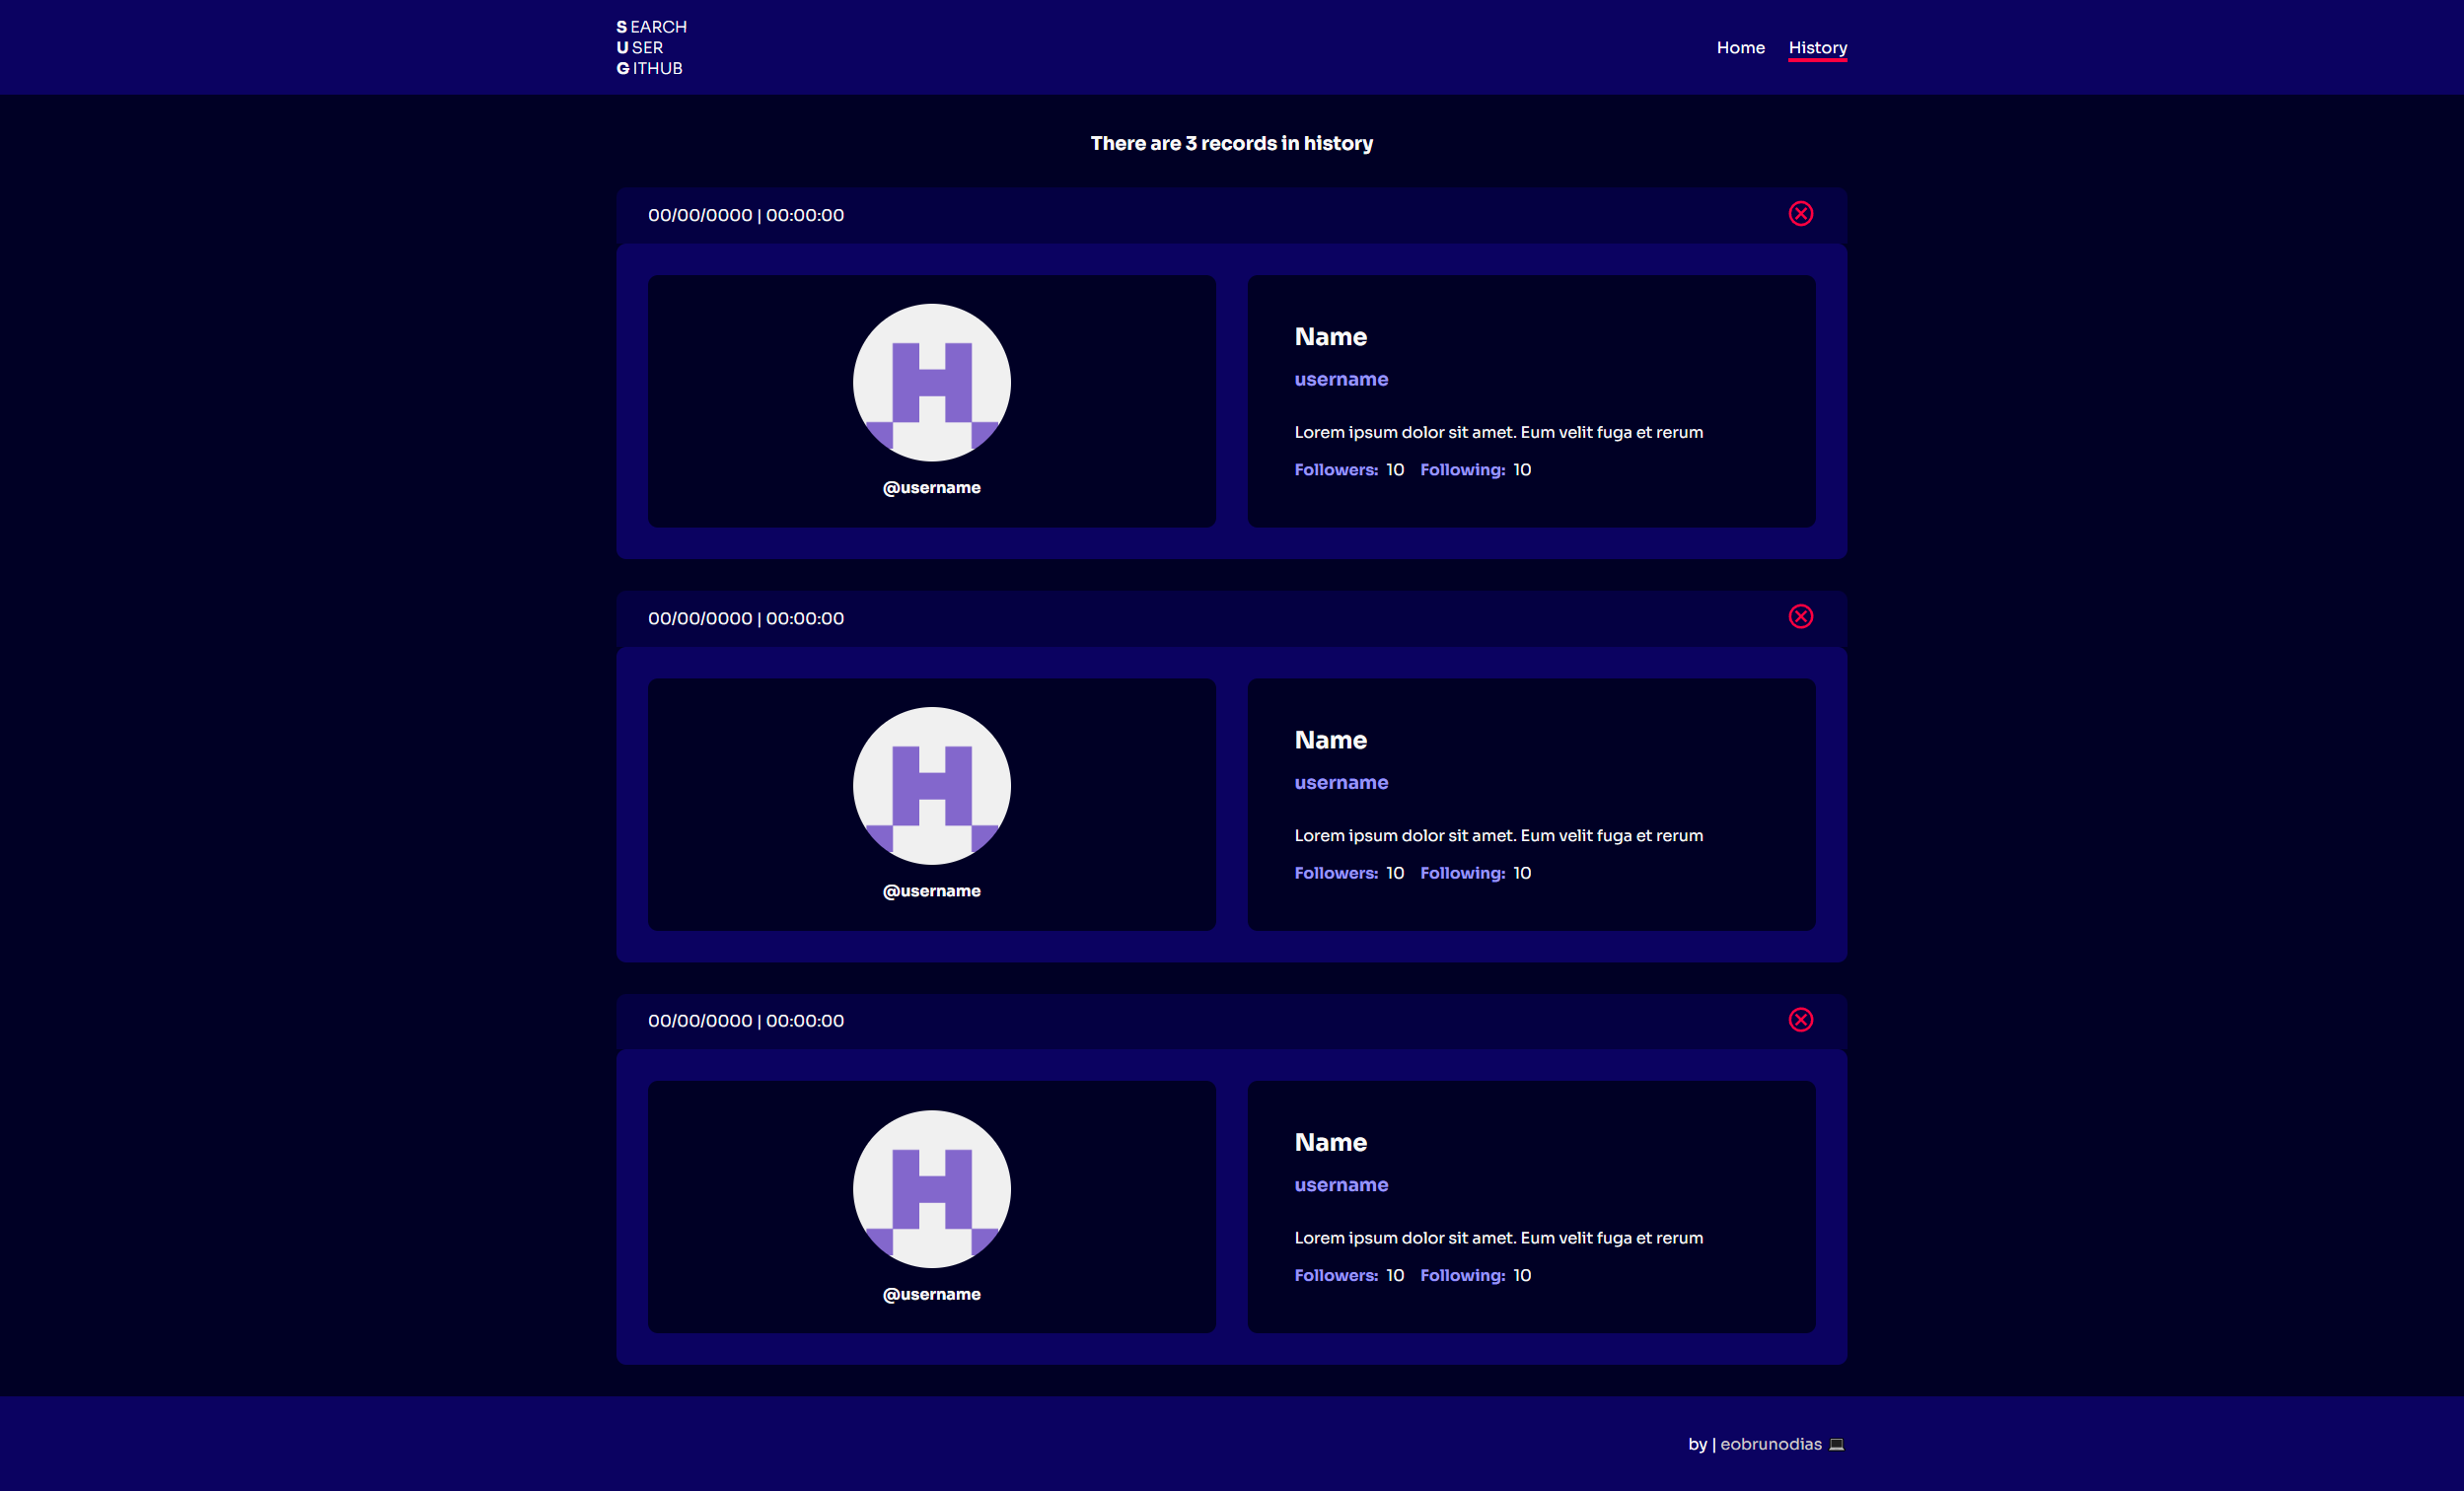 S EARCH
U SER
G ITHUB
Home History
There are 3 records in history
00/00/0000 | 00:00:00
@username
Name
username
Lorem ipsum dolor sit amet. Eum velit fuga et rerum
Followers: 10 Following: 10
00/00/0000 | 00:00:00
@username
Name
username
Lorem ipsum dolor sit amet. Eum velit fuga et rerum
Followers: 10 Following: 10
00/00/0000 | 00:00:00
@username
Name
username
Lorem ipsum dolor sit amet. Eum velit fuga et rerum
Followers: 10 Following: 10
by | eobrunodias 💻